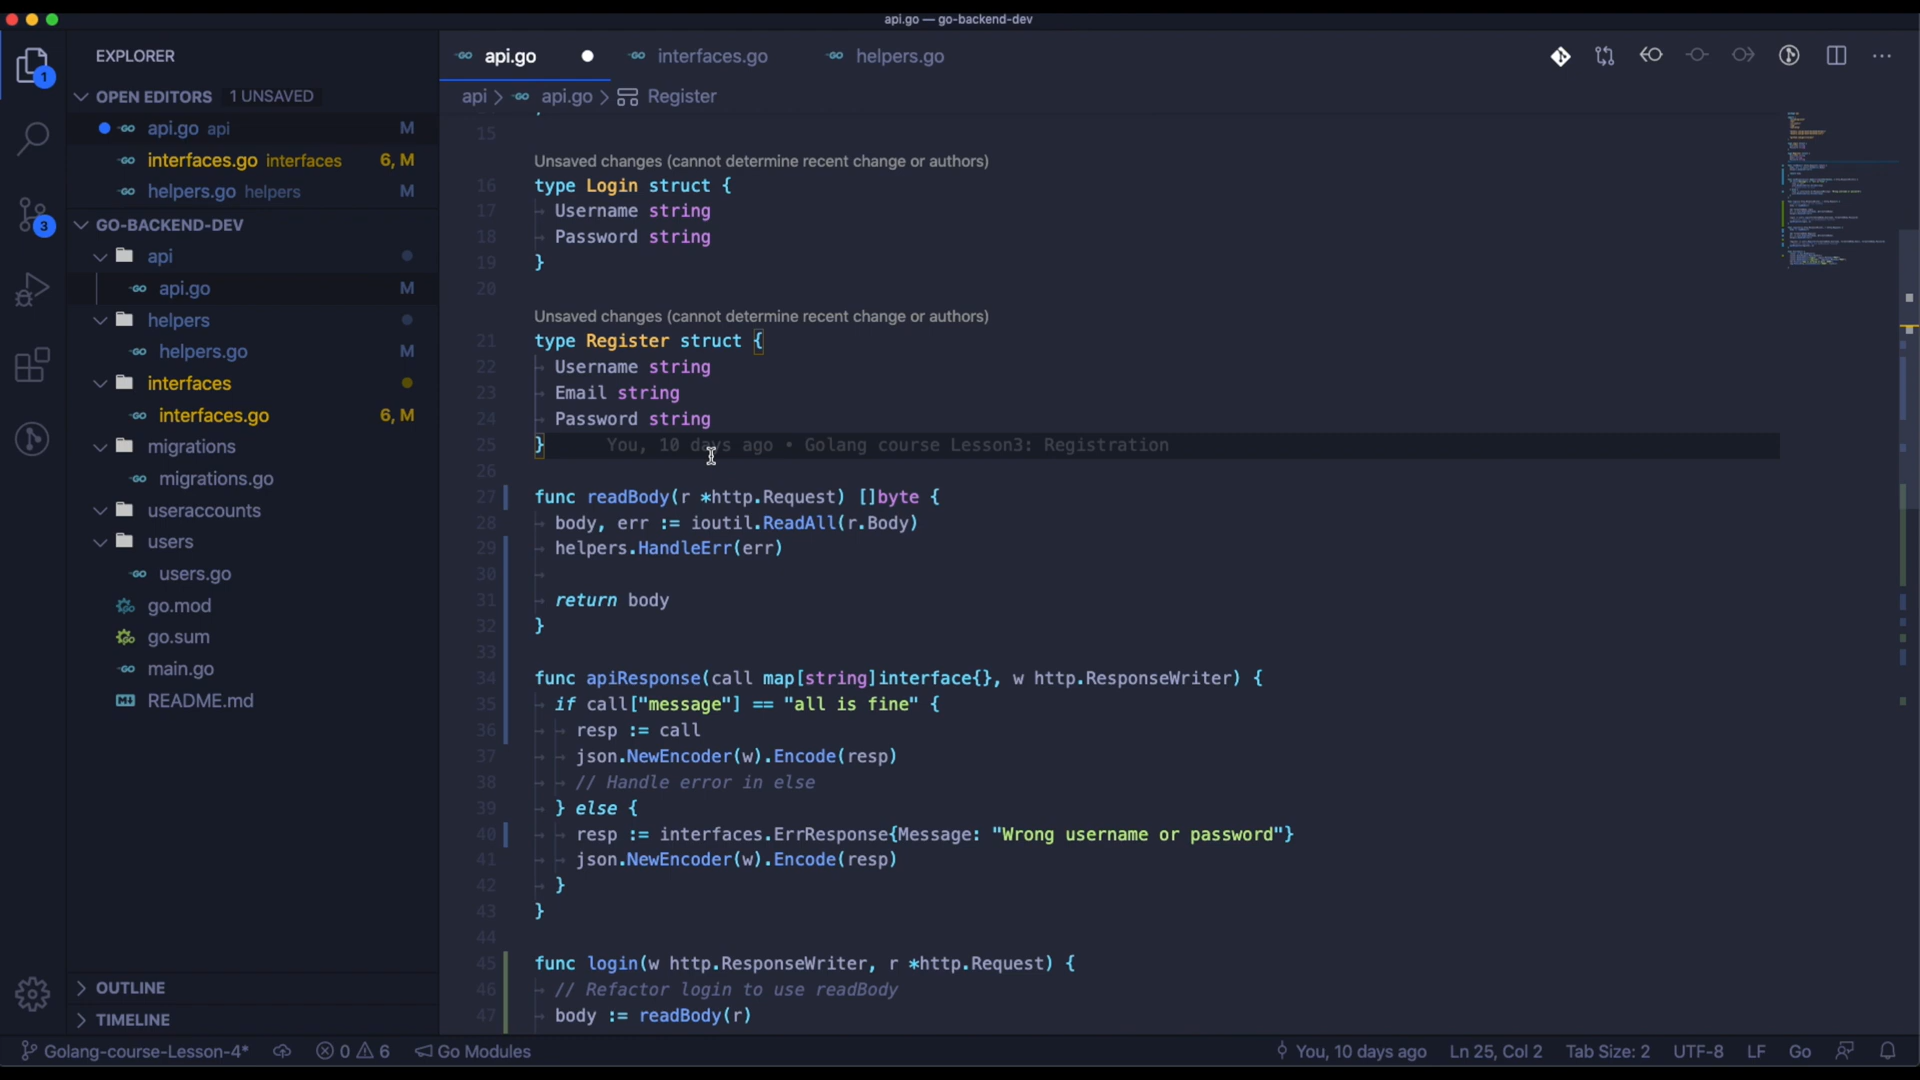 api.go — go-backend-dev
EXPLORER
OPEN EDITORS 1 UNSAVED
api.go api M
interfaces.go interfaces 6, M
helpers.go helpers M
GO-BACKEND-DEV
api
api.go M
helpers
helpers.go M
interfaces
interfaces.go 6, M
migrations
migrations.go
useraccounts
users
users.go
go.mod
go.sum
main.go
README.md
OUTLINE
TIMELINE
1
3
api.go
interfaces.go
helpers.go
api > api.go > Register
15
Unsaved changes (cannot determine recent change or authors)
16 type Login struct {
17 Username string
18 Password string
19 }
20
Unsaved changes (cannot determine recent change or authors)
21 type Register struct {
22 Username string
23 Email string
24 Password string
25 } You, 10 days ago • Golang course Lesson3: Registration
26
27 func readBody(r *http.Request) []byte {
28 body, err := ioutil.ReadAll(r.Body)
29 helpers.HandleErr(err)
30
31 return body
32 }
33
34 func apiResponse(call map[string]interface{}, w http.ResponseWriter) {
35 if call["message"] == "all is fine" {
36 resp := call
37 json.NewEncoder(w).Encode(resp)
38 // Handle error in else
39 } else {
40 resp := interfaces.ErrResponse{Message: "Wrong username or password"}
41 json.NewEncoder(w).Encode(resp)
42 }
43 }
44
45 func login(w http.ResponseWriter, r *http.Request) {
46 // Refactor login to use readBody
47 body := readBody(r)
Golang-course-Lesson-4* 0 6 Go Modules You, 10 days ago Ln 25, Col 2 Tab Size: 2 UTF-8 LF Go